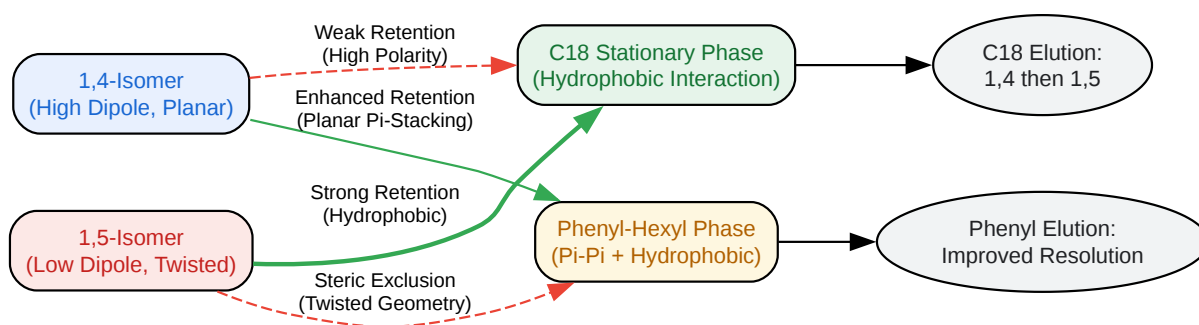 Weak Retention
(High Polarity)
1,4-Isomer
(High Dipole, Planar)
C18 Stationary Phase
(Hydrophobic Interaction)
C18 Elution:
1,4 then 1,5
Enhanced Retention
(Planar Pi-Stacking)
Strong Retention
(Hydrophobic)
1,5-Isomer
(Low Dipole, Twisted)
Phenyl-Hexyl Phase
(Pi-Pi + Hydrophobic)
Phenyl Elution:
Improved Resolution
Steric Exclusion
(Twisted Geometry)